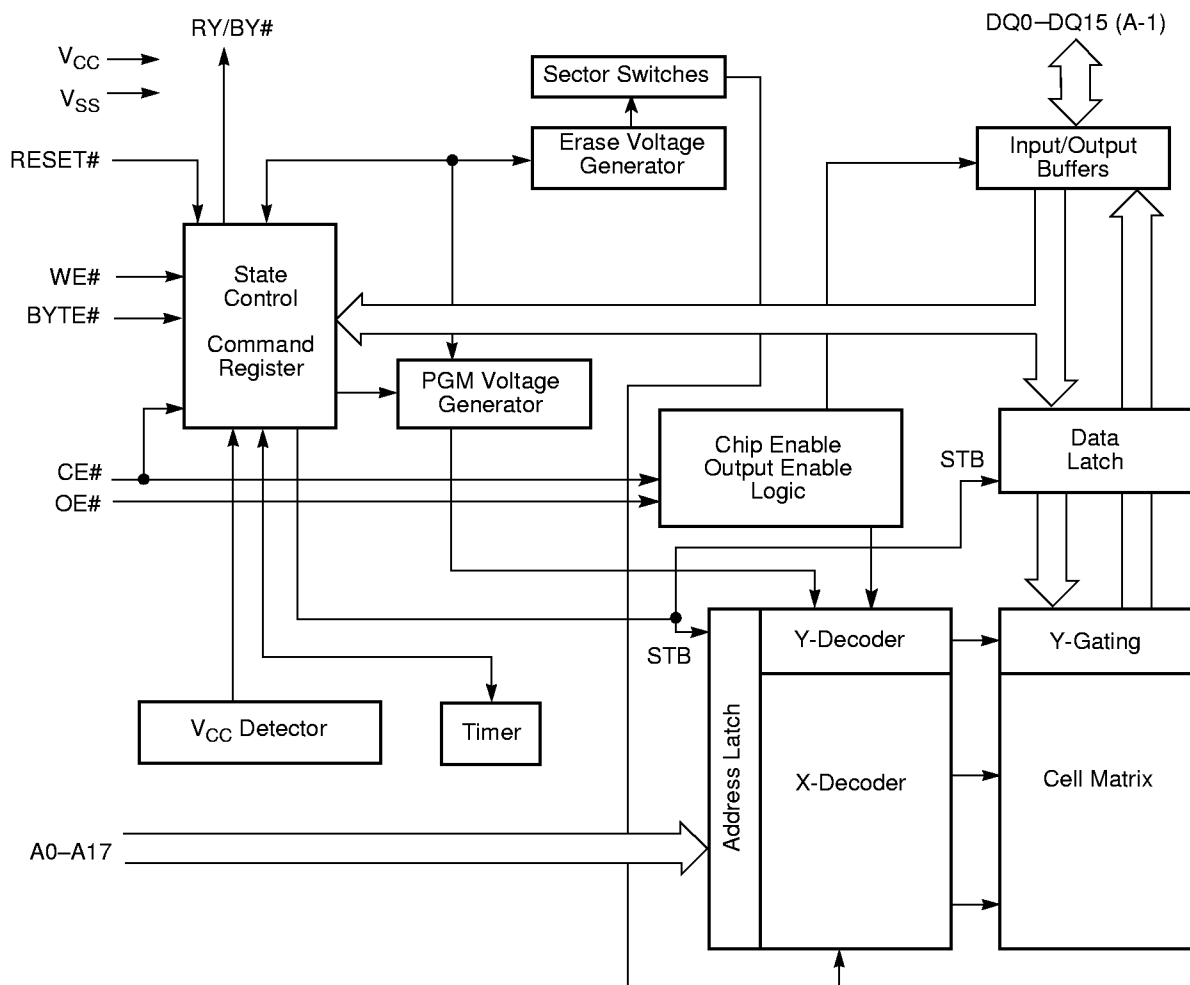 RY/BY#
DQ0–DQ15 (A-1)
VCC
VSS
Sector Switches
Erase Voltage
Generator
Input/Output
Buffers
RESET#
WE#
BYTE#
State
Control
Command
Register
PGM Voltage
Generator
Chip Enable
Output Enable
Logic
STB
Data
Latch
CE#
OE#
STB
Y-Decoder
Y-Gating
VCC Detector
Timer
Address Latch
X-Decoder
Cell Matrix
A0–A17